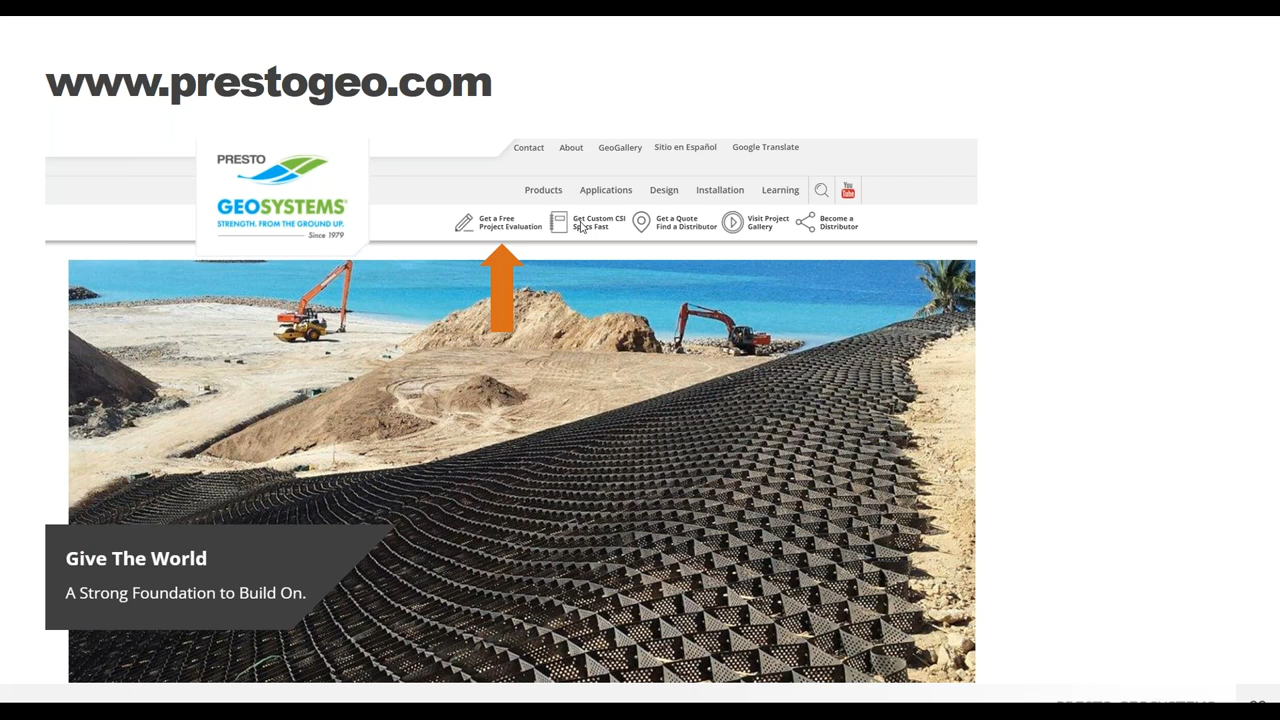 www.prestogeo.com
Contact About GeoGallery Sitio en Español Google Translate
PRESTO
GEOSYSTEMS
STRENGTH. FROM THE GROUND UP.
Since 1979
Products Applications Design Installation Learning You Tube
Get a Free
Project Evaluation
Get Custom CSI
Specs Fast
Get a Quote
Find a Distributor
Visit Project
Gallery
Become a
Distributor
Give The World
A Strong Foundation to Build On.